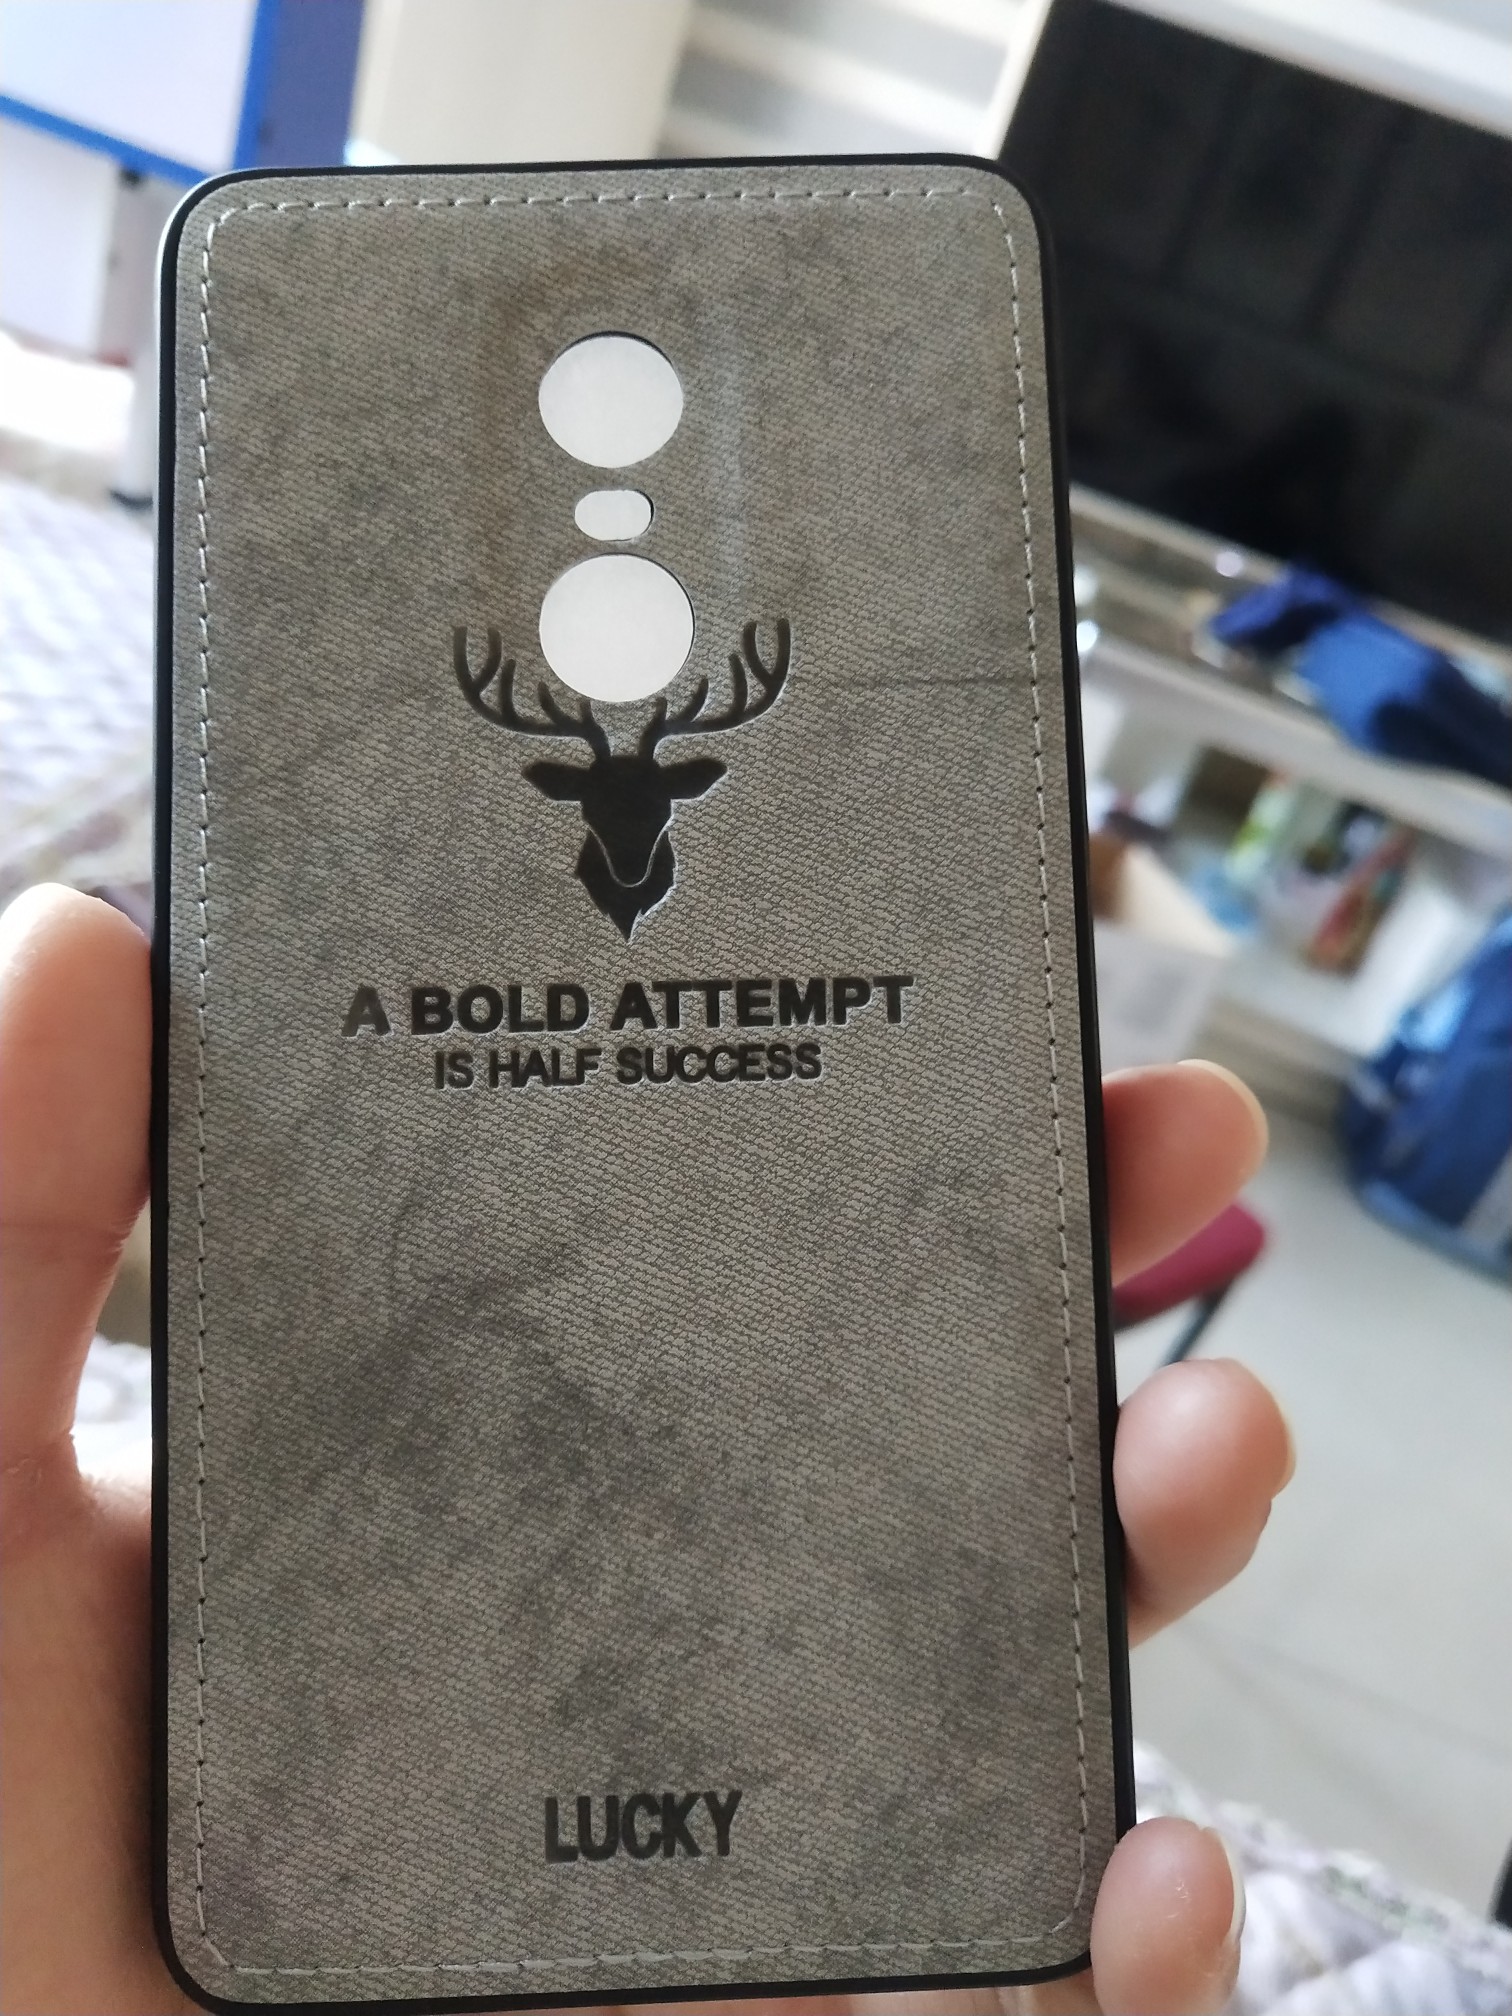 A BOLD ATTEMPT
IS HALF SUCCESS
LUCKY